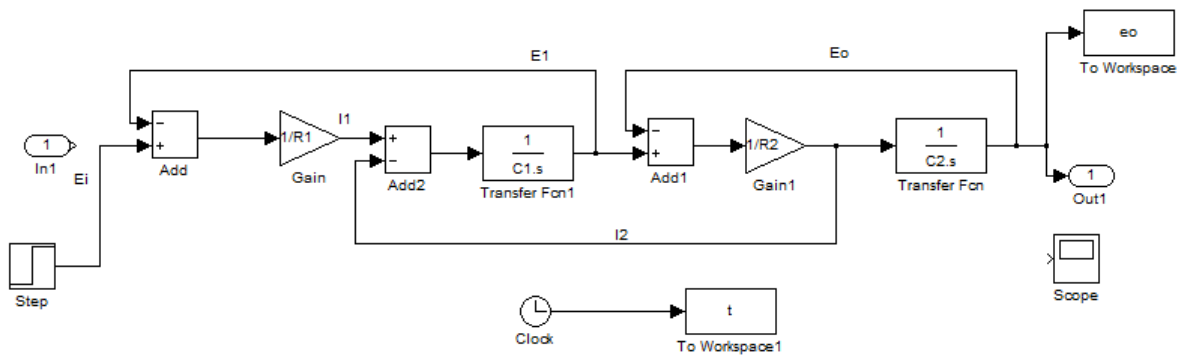 eo
To Workspace
E1
Eo
1
In1
Ei
−
+
Add
1/R1
Gain
I1
+
−
Add2
1
C1.s
Transfer Fcn1
−
+
Add1
1/R2
Gain1
1
C2.s
Transfer Fcn
1
Out1
I2
Step
Scope
Clock
t
To Workspace1